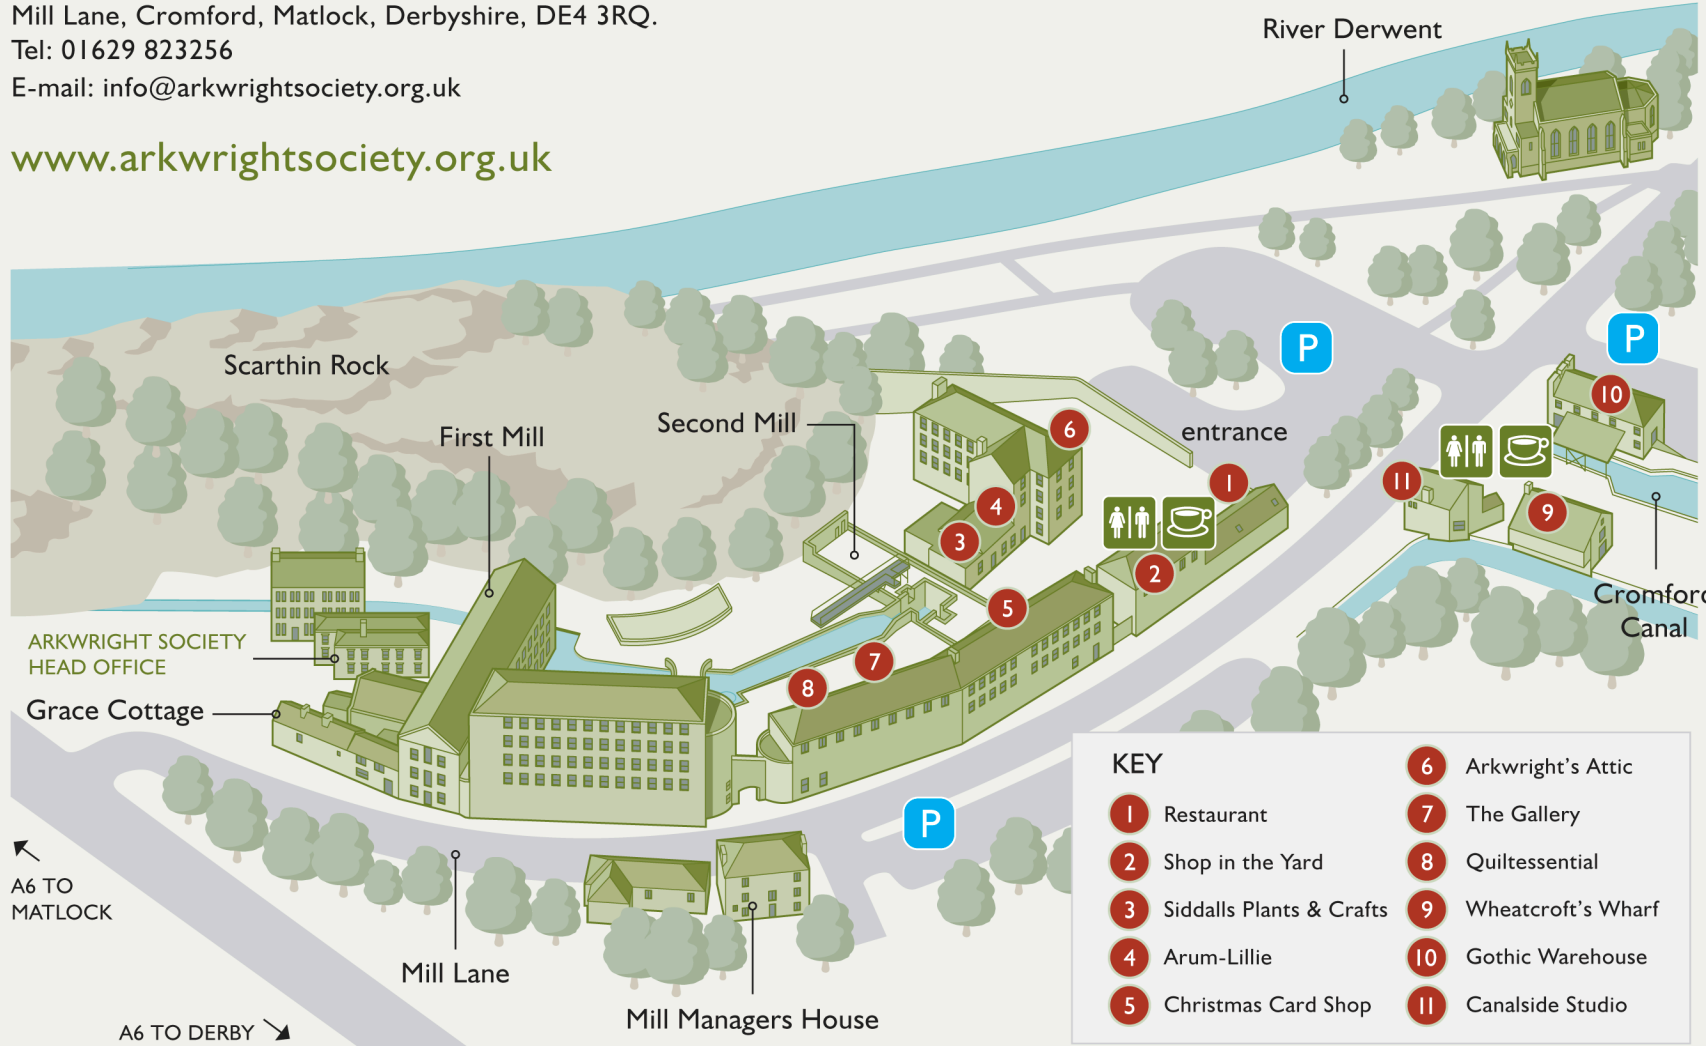 Mill Lane, Cromford, Matlock, Derbyshire, DE4 3RQ.
Tel: 01629 823256
E-mail: info@arkwrightsociety.org.uk
www.arkwrightsociety.org.uk
River Derwent
Scarthin Rock
First Mill
Second Mill
entrance
P
P
P
1
2
3
4
5
6
7
8
9
10
11
Cromford
Canal
ARKWRIGHT SOCIETY
HEAD OFFICE
Grace Cottage
A6 TO
MATLOCK
Mill Lane
A6 TO DERBY
Mill Managers House
KEY
1 Restaurant
2 Shop in the Yard
3 Siddalls Plants & Crafts
4 Arum-Lillie
5 Christmas Card Shop
6 Arkwright's Attic
7 The Gallery
8 Quiltessential
9 Wheatcroft's Wharf
10 Gothic Warehouse
11 Canalside Studio